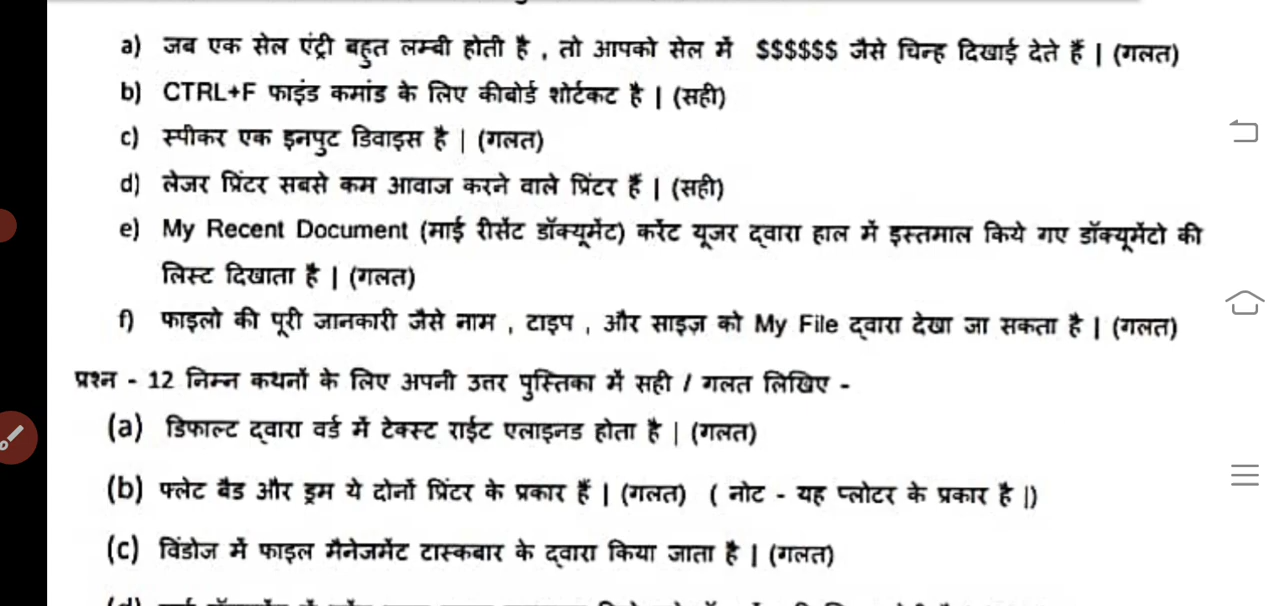 a) जब एक सेल एंट्री बहुत लम्बी होती है , तो आपको सेल में $$$$$$ जैसे चिन्ह दिखाई देते हैं | (गलत)
b) CTRL+F फाइंड कमांड के लिए कीबोर्ड शोर्टकट है | (सही)
c) स्पीकर एक इनपुट डिवाइस है | (गलत)
d) लेजर प्रिंटर सबसे कम आवाज करने वाले प्रिंटर हैं | (सही)
e) My Recent Document (माई रीसेंट डॉक्यूमेंट) करेंट यूजर द्वारा हाल में इस्तमाल किये गए डॉक्यूमेंटो की
लिस्ट दिखाता है | (गलत)
f) फाइलो की पूरी जानकारी जैसे नाम , टाइप , और साइज़ को My File द्वारा देखा जा सकता है | (गलत)
प्रश्न - 12 निम्न कथनों के लिए अपनी उत्तर पुस्तिका में सही / गलत लिखिए -
(a) डिफाल्ट द्वारा वर्ड में टेक्स्ट राईट एलाइनड होता है | (गलत)
(b) फ्लेट बैड और ड्रम ये दोनों प्रिंटर के प्रकार हैं | (गलत) ( नोट - यह प्लोटर के प्रकार है |)
(c) विंडोज में फाइल मैनेजमेंट टास्कबार के द्वारा किया जाता है | (गलत)